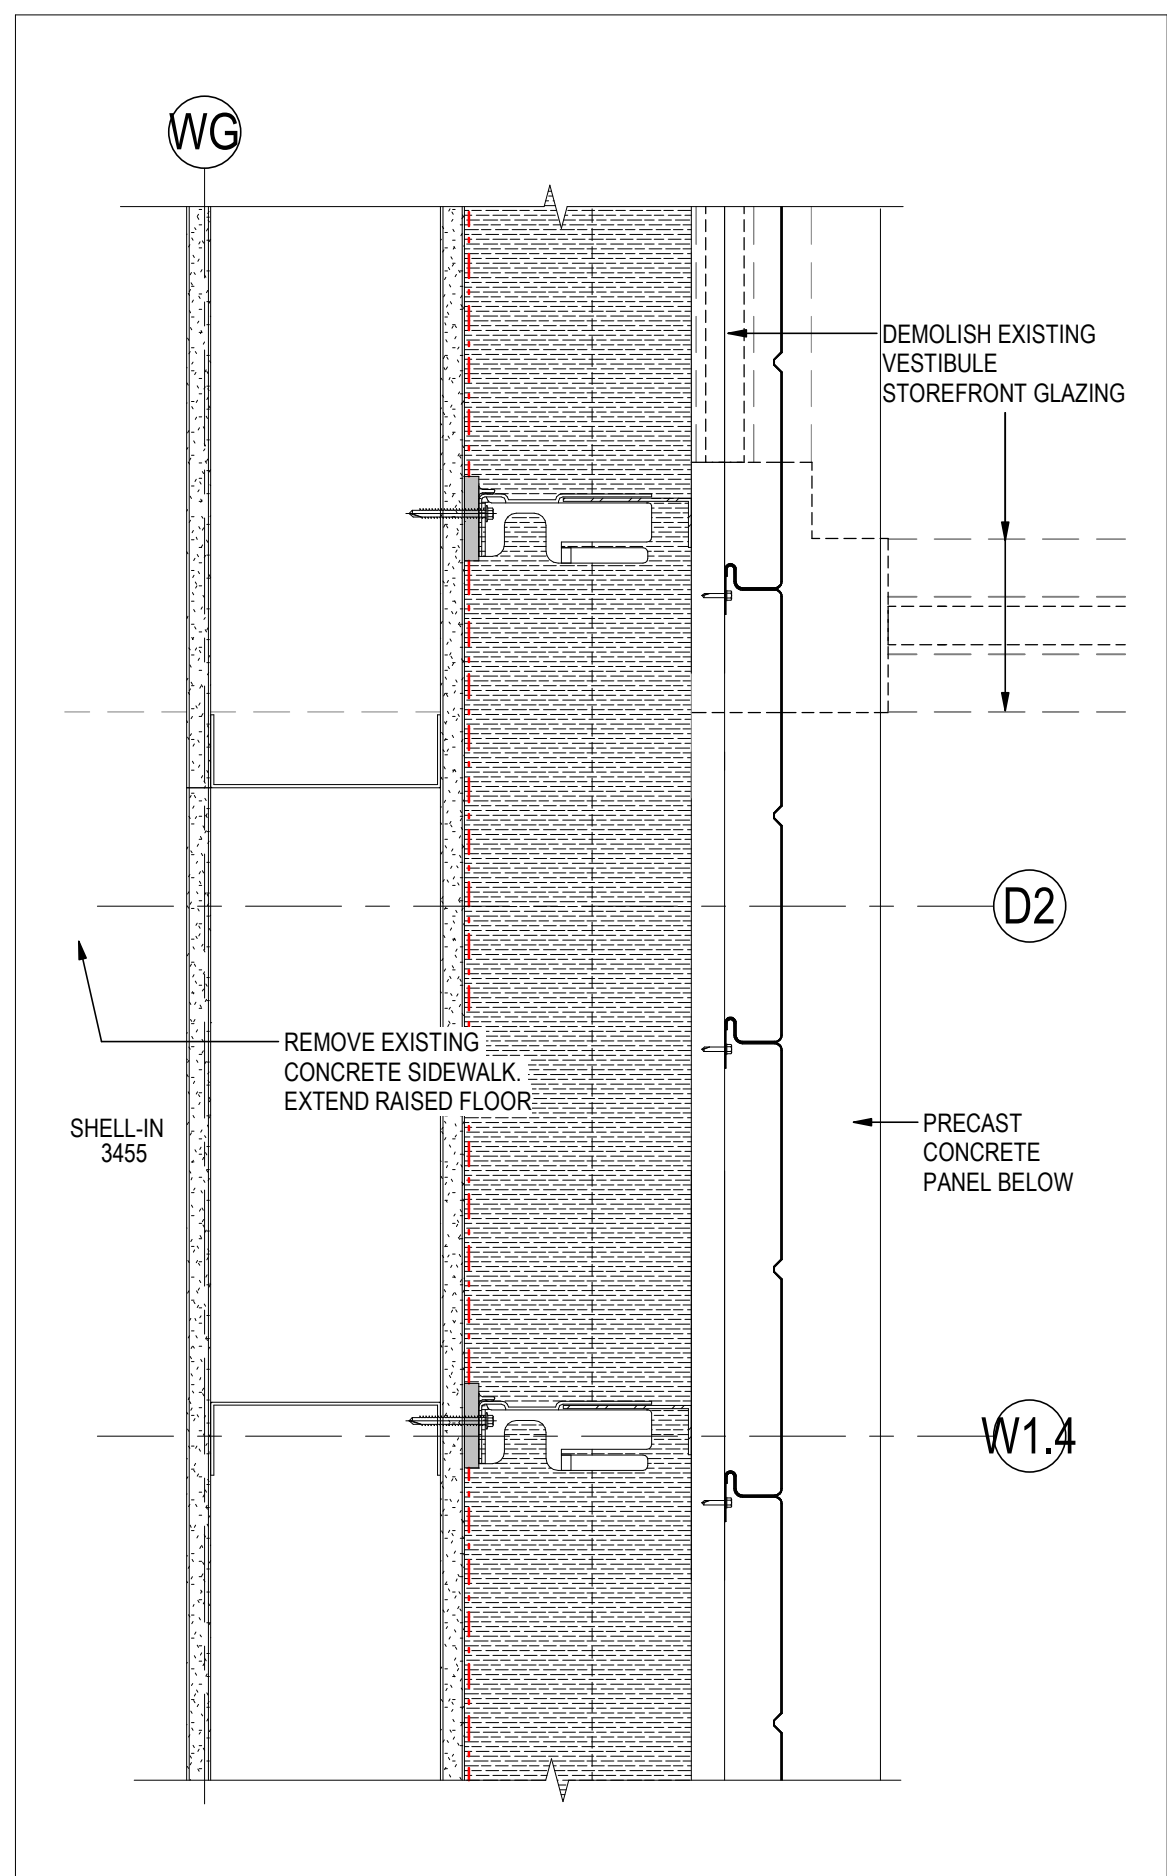 WG
DEMOLISH EXISTING
VESTIBULE
STOREFRONT GLAZING
D2
REMOVE EXISTING
CONCRETE SIDEWALK.
EXTEND RAISED FLOOR
SHELL-IN
3455
PRECAST
CONCRETE
PANEL BELOW
W1.4